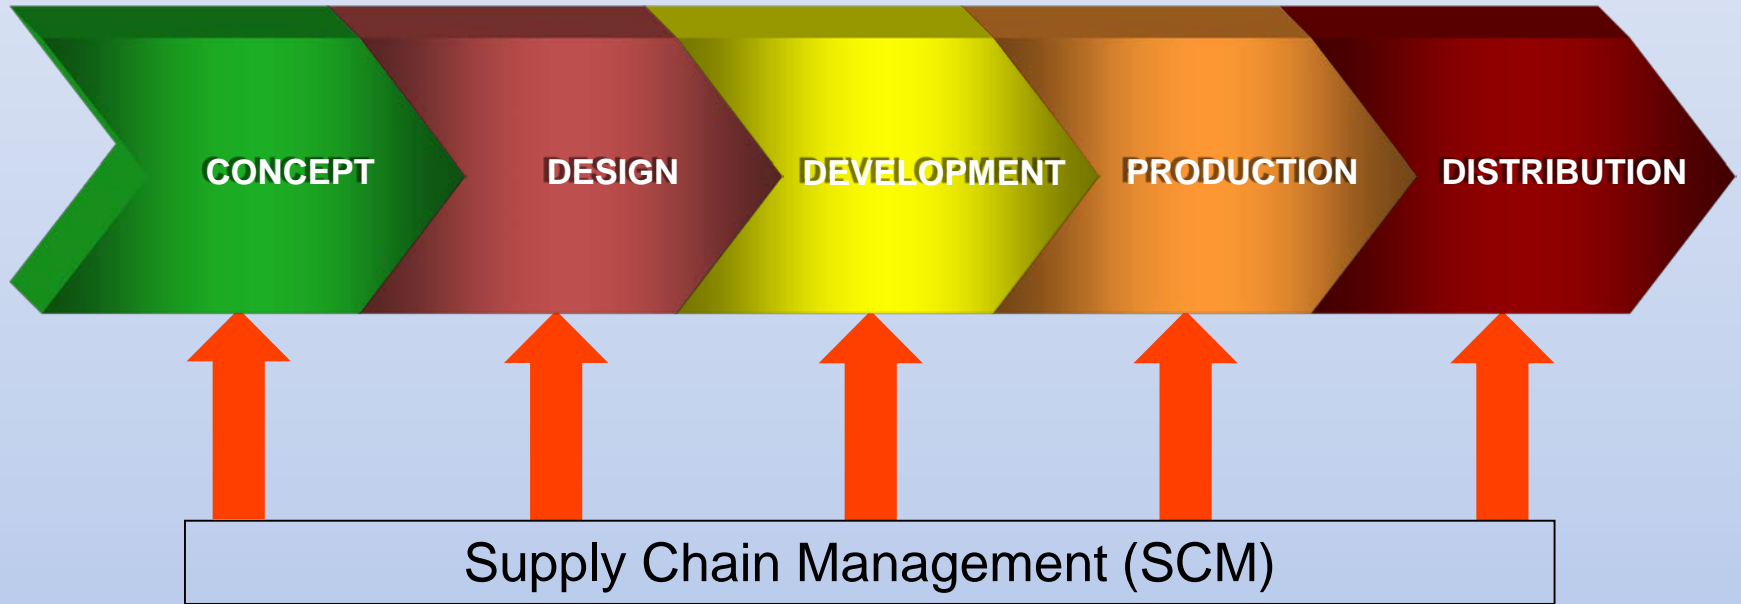 CONCEPT
DESIGN
DEVELOPMENT
PRODUCTION
DISTRIBUTION
Supply Chain Management (SCM)